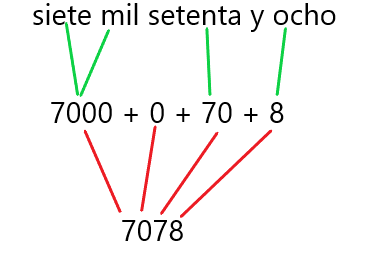 siete mil setenta y ocho
7000 + 0 + 70 + 8
7078